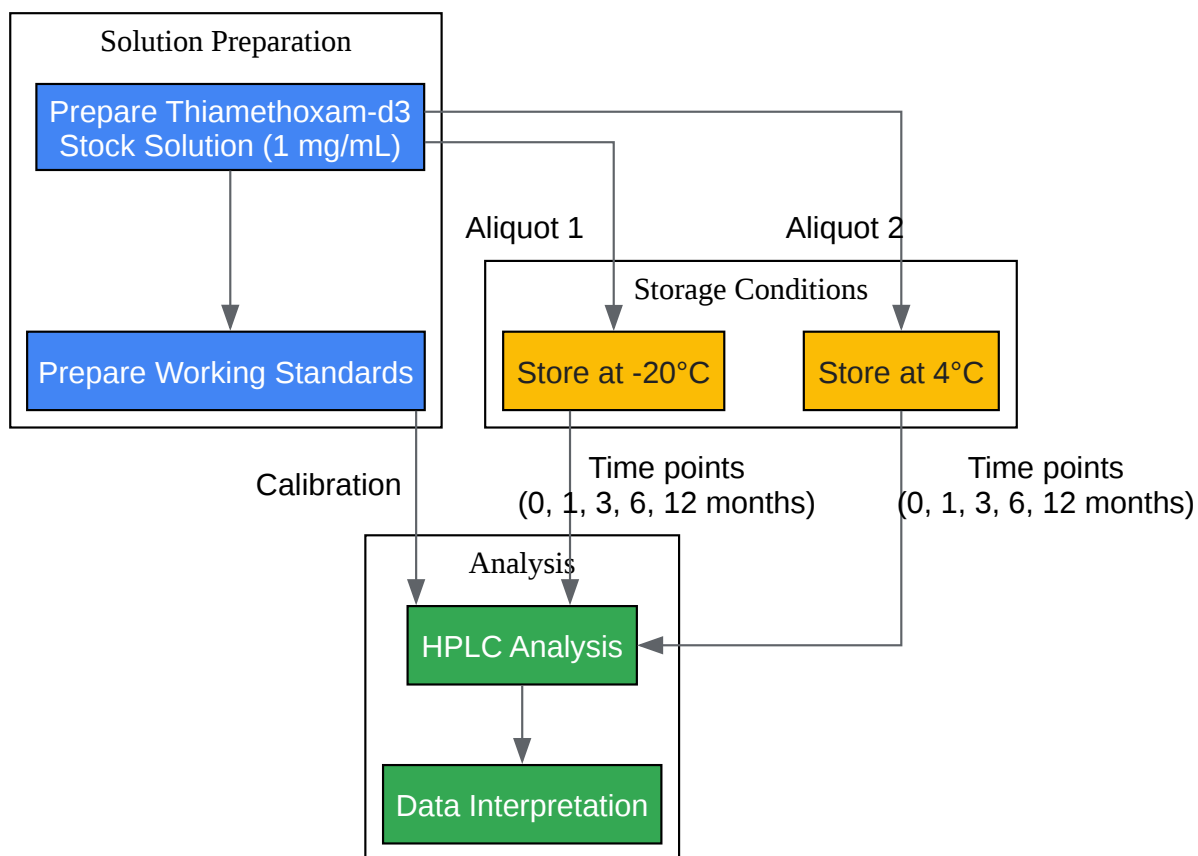 Solution Preparation
Prepare Thiamethoxam-d3
Stock Solution (1 mg/mL)
Aliquot 1
Aliquot 2
Storage Conditions
Prepare Working Standards
Store at -20°C
Store at 4°C
Calibration
Time points
(0, 1, 3, 6, 12 months)
Time points
(0, 1, 3, 6, 12 months)
Analysis
HPLC Analysis
Data Interpretation